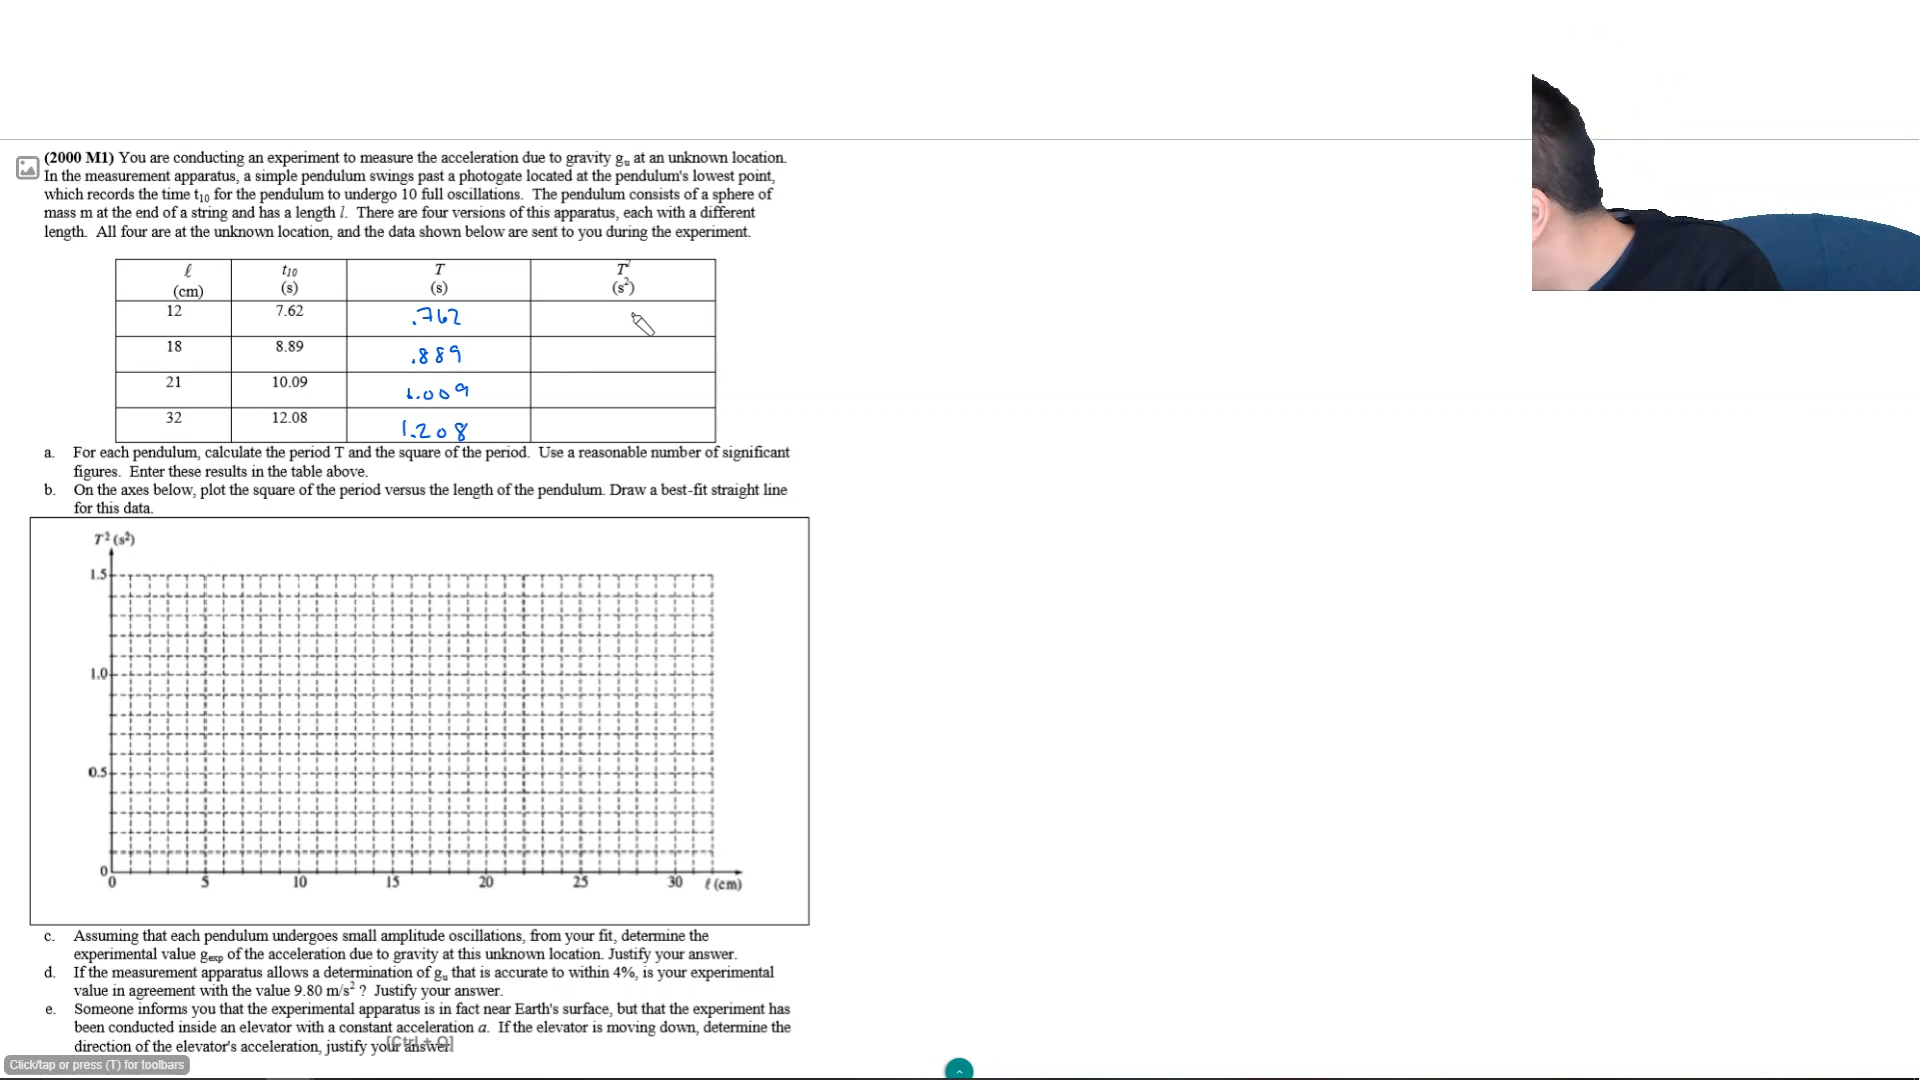 (2000 M1) You are conducting an experiment to measure the acceleration due to gravity gᵤ at an unknown location.
In the measurement apparatus, a simple pendulum swings past a photogate located at the pendulum's lowest point,
which records the time t₁₀ for the pendulum to undergo 10 full oscillations. The pendulum consists of a sphere of
mass m at the end of a string and has a length l. There are four versions of this apparatus, each with a different
length. All four are at the unknown location, and the data shown below are sent to you during the experiment.
ℓ t₁₀ T T²
(cm) (s) (s) (s²)
12 7.62 .762
18 8.89 .889
21 10.09 1.009
32 12.08 1.208
a. For each pendulum, calculate the period T and the square of the period. Use a reasonable number of significant
figures. Enter these results in the table above.
b. On the axes below, plot the square of the period versus the length of the pendulum. Draw a best-fit straight line
for this data.
T² (s²)
1.5
1.0
0.5
0
0 5 10 15 20 25 30 ℓ (cm)
c. Assuming that each pendulum undergoes small amplitude oscillations, from your fit, determine the
experimental value gₑₓₚ of the acceleration due to gravity at this unknown location. Justify your answer.
d. If the measurement apparatus allows a determination of gᵤ that is accurate to within 4%, is your experimental
value in agreement with the value 9.80 m/s² ? Justify your answer.
e. Someone informs you that the experimental apparatus is in fact near Earth's surface, but that the experiment has
been conducted inside an elevator with a constant acceleration a. If the elevator is moving down, determine the
direction of the elevator's acceleration, justify your answer.
Click/tap or press (T) for toolbars